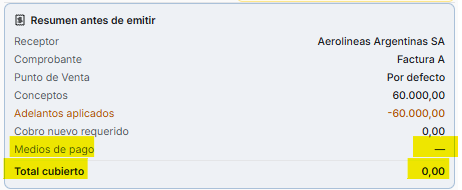 Resumen antes de emitir
Receptor Aerolineas Argentinas SA
Comprobante Factura A
Punto de Venta Por defecto
Conceptos 60.000,00
Adelantos aplicados -60.000,00
Cobro nuevo requerido 0,00
Medios de pago —
Total cubierto 0,00